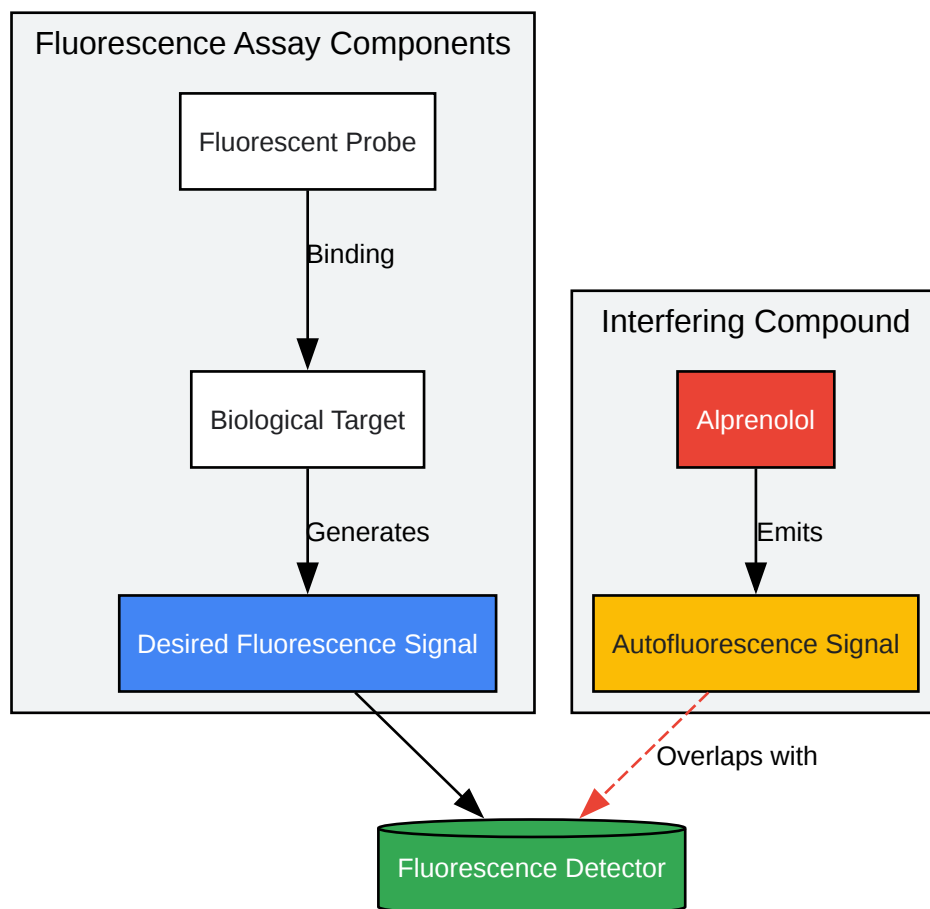 Fluorescence Assay Components
Fluorescent Probe
Binding
Biological Target
Generates
Desired Fluorescence Signal
Interfering Compound
Alprenolol
Emits
Autofluorescence Signal
Overlaps with
Fluorescence Detector